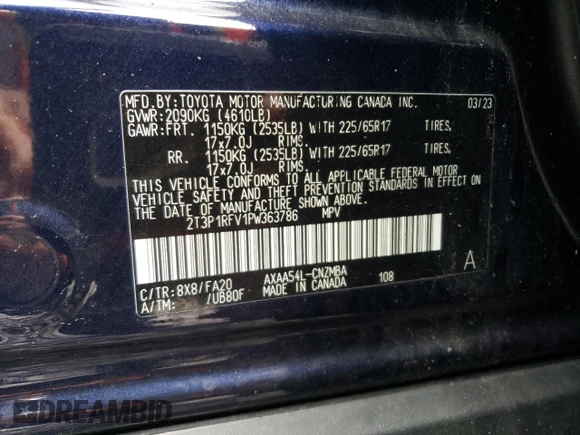 MFD.BY:TOYOTA MOTOR MANUFACTURING CANADA INC. 03/23
GVWR:2090KG (4610LB)
GAWR:FRT. 1150KG (2535LB) WITH 225/65R17 TIRES,
17x7.0J RIMS.
RR. 1150KG (2535LB) WITH 225/65R17 TIRES,
17x7.0J RIMS.
THIS VEHICLE CONFORMS TO ALL APPLICABLE FEDERAL MOTOR
VEHICLE SAFETY AND THEFT PREVENTION STANDARDS IN EFFECT ON
THE DATE OF MANUFACTURE SHOWN ABOVE.
2T3P1RFV1PW363786 MPV
C/TR:8X8/FA20 AXAA54L-CNZMBA A
A/TM: /UB80F MADE IN CANADA 108
DREAMBID